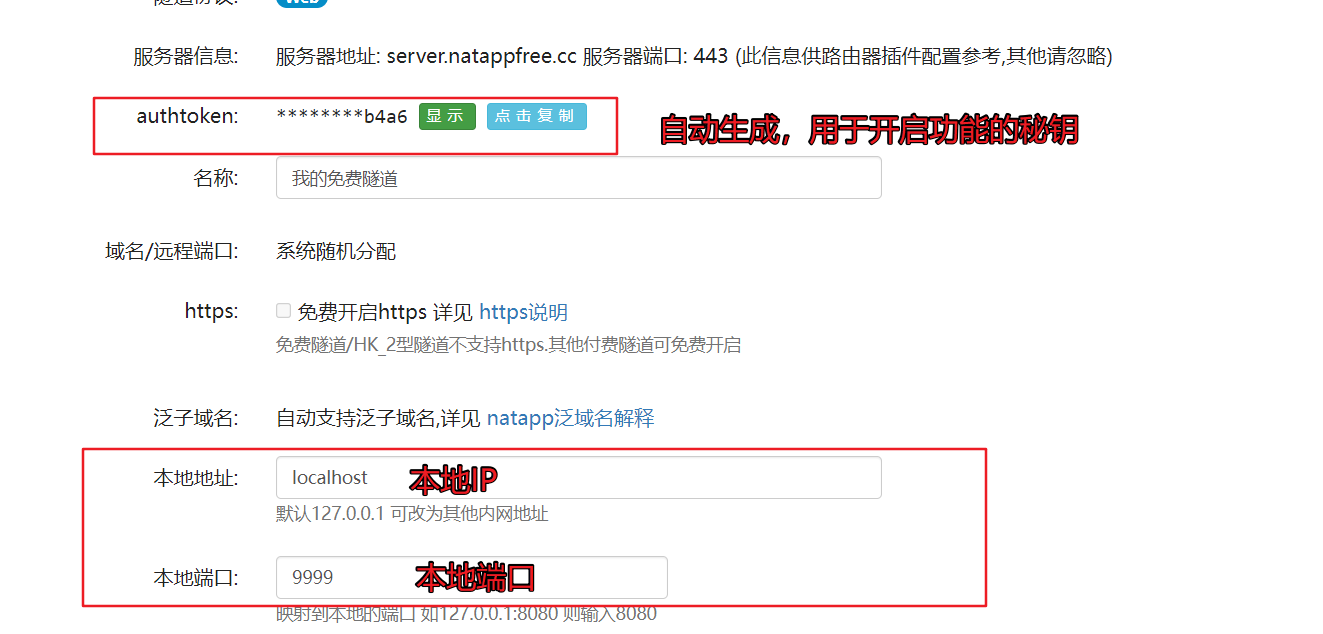 隧道协议: Web
服务器信息: 服务器地址: server.natappfree.cc 服务器端口: 443 (此信息供路由器插件配置参考,其他请忽略)
authtoken: ********b4a6 显示 点击复制 自动生成，用于开启功能的秘钥
名称: 我的免费隧道
域名/远程端口: 系统随机分配
https: 免费开启https 详见 https说明
免费隧道/HK_2型隧道不支持https.其他付费隧道可免费开启
泛子域名: 自动支持泛子域名,详见 natapp泛域名解释
本地地址: localhost 本地IP
默认127.0.0.1 可改为其他内网地址
本地端口: 9999 本地端口
映射到本地的端口 如127.0.0.1:8080 则输入8080